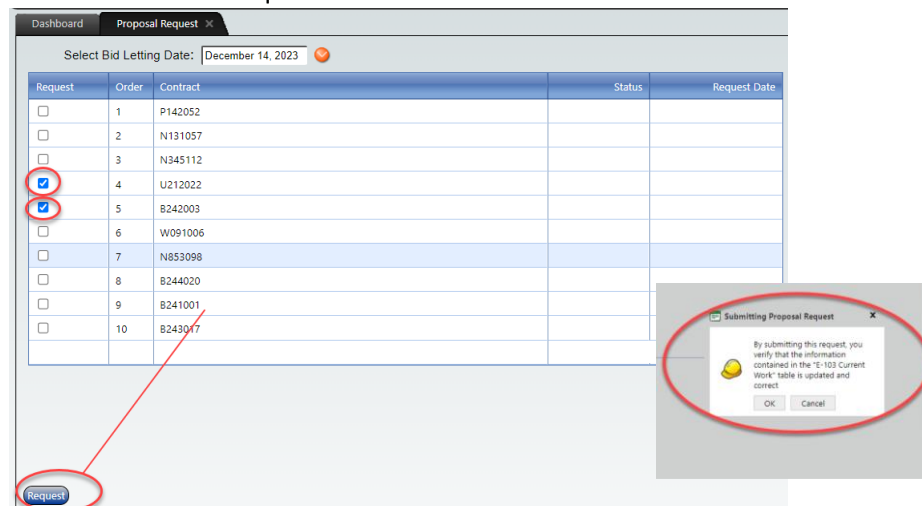 Dashboard Proposal Request ×
Select Bid Letting Date: December 14, 2023
Request Order Contract Status Request Date
1 P142052
2 N131057
3 N345112
4 U212022
5 B242003
6 W091006
7 N853098
8 B244020
9 B241001
10 B243017
Submitting Proposal Request X
By submitting this request, you
verify that the information
contained in the "E-103 Current
Work" table is updated and
correct
OK Cancel
Request